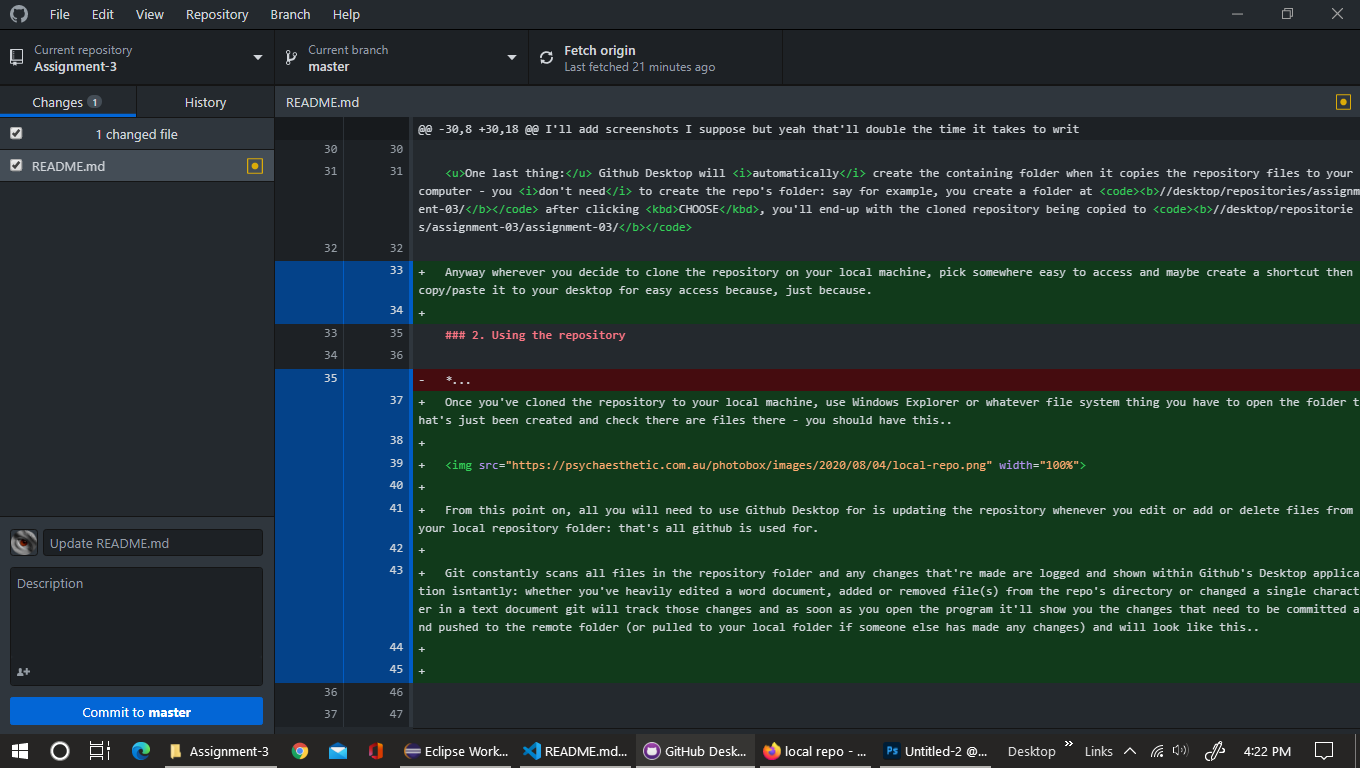 File Edit View Repository Branch Help
Current repository
Assignment-3
Current branch
master
Fetch origin
Last fetched 21 minutes ago
Changes 1 History
README.md
1 changed file
README.md
@@ -30,8 +30,18 @@ I'll add screenshots I suppose but yeah that'll double the time it takes to writ
30 30
31 31 <u>One last thing:</u> Github Desktop will <i>automatically</i> create the containing folder when it copies the repository files to your
computer - you <i>don't need</i> to create the repo's folder: say for example, you create a folder at <code><b>//desktop/repositories/assignm
ent-03/</b></code> after clicking <kbd>CHOOSE</kbd>, you'll end-up with the cloned repository being copied to <code><b>//desktop/repositorie
s/assignment-03/assignment-03/</b></code>
32 32
33 + Anyway wherever you decide to clone the repository on your local machine, pick somewhere easy to access and maybe create a shortcut then
copy/paste it to your desktop for easy access because, just because.
34 +
33 35 ### 2. Using the repository
34 36
35 - *...
37 + Once you've cloned the repository to your local machine, use Windows Explorer or whatever file system thing you have to open the folder t
hat's just been created and check there are files there - you should have this..
38 +
39 + <img src="https://psychaesthetic.com.au/photobox/images/2020/08/04/local-repo.png" width="100%">
40 +
41 + From this point on, all you will need to use Github Desktop for is updating the repository whenever you edit or add or delete files from
your local repository folder: that's all github is used for.
42 +
43 + Git constantly scans all files in the repository folder and any changes that're made are logged and shown within Github's Desktop applica
tion isntantly: whether you've heavily edited a word document, added or removed file(s) from the repo's directory or changed a single charact
er in a text document git will track those changes and as soon as you open the program it'll show you the changes that need to be committed a
nd pushed to the remote folder (or pulled to your local folder if someone else has made any changes) and will look like this..
44 +
45 +
36 46
37 47
Update README.md
Description
Commit to master
Assignment-3 Eclipse Work... README.md... GitHub Desk... local repo - ... Ps Untitled-2 @... Desktop » Links 4:22 PM